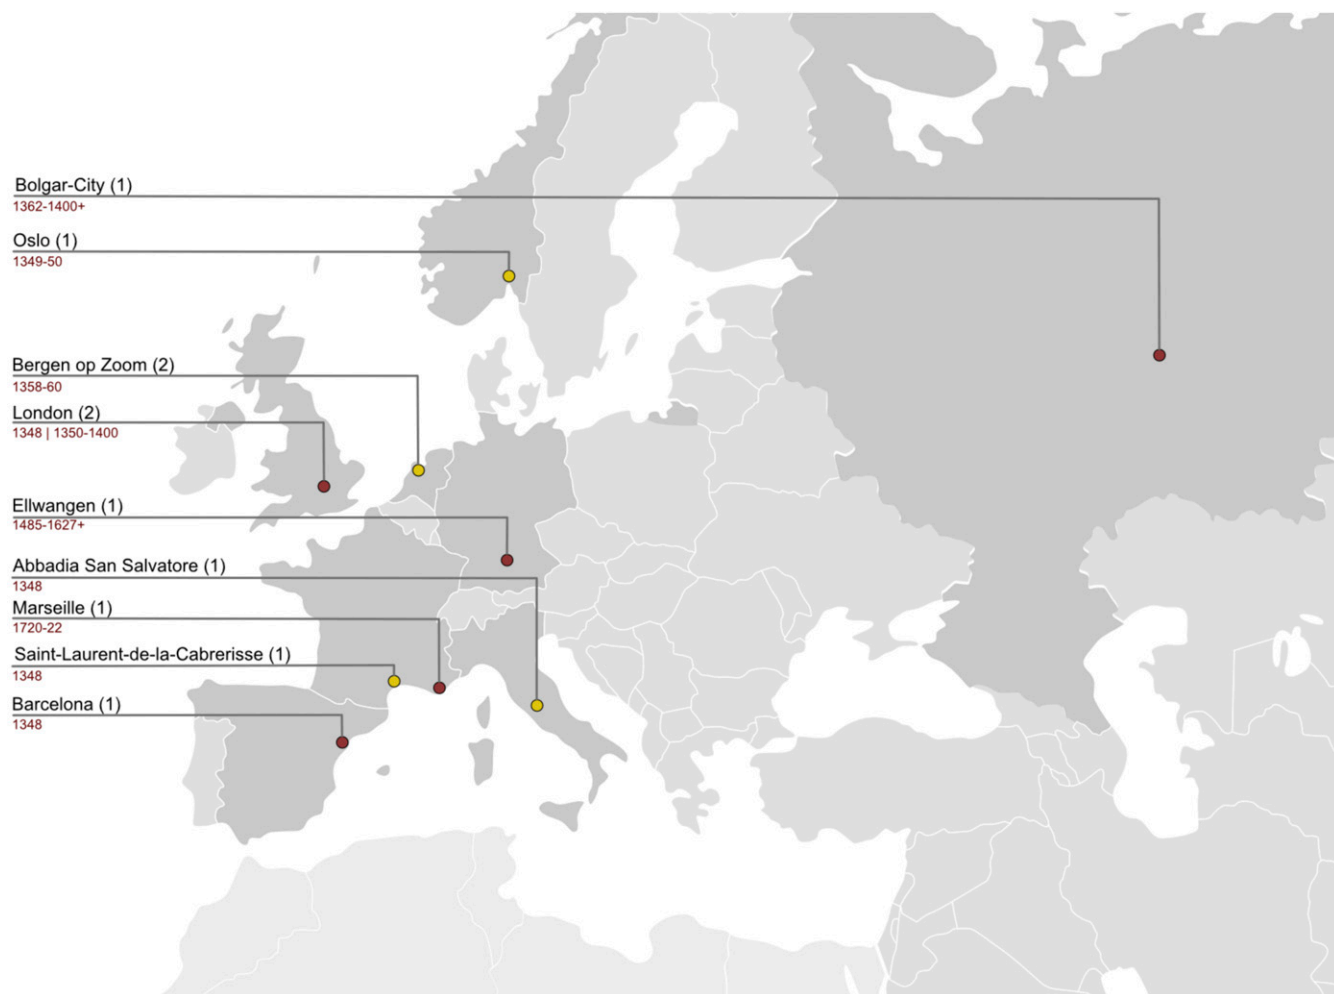 Bolgar-City (1)
1362-1400+
Oslo (1)
1349-50
Bergen op Zoom (2)
1358-60
London (2)
1348 | 1350-1400
Ellwangen (1)
1485-1627+
Abbadia San Salvatore (1)
1348
Marseille (1)
1720-22
Saint-Laurent-de-la-Cabrerisse (1)
1348
Barcelona (1)
1348